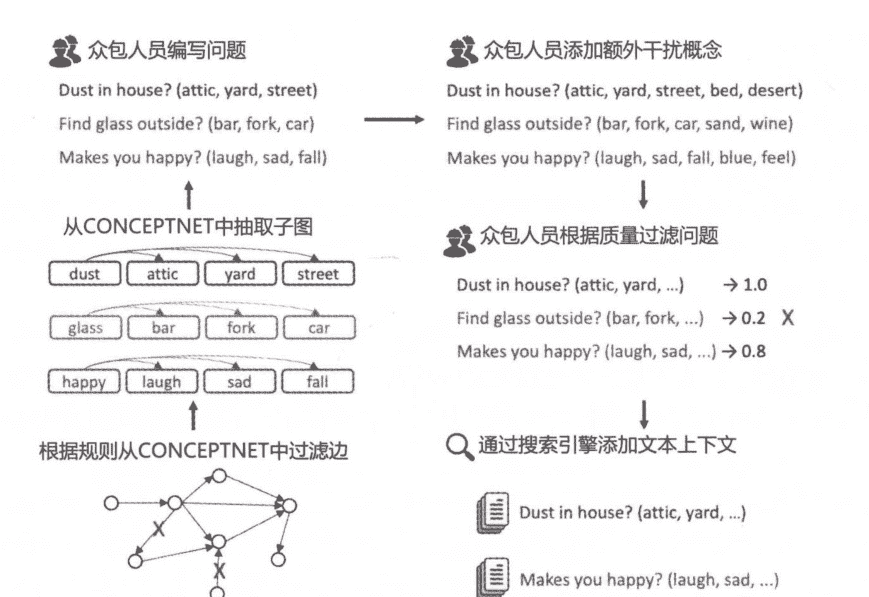 众包人员编写问题
Dust in house? (attic, yard, street)
Find glass outside? (bar, fork, car)
Makes you happy? (laugh, sad, fall)
从CONCEPTNET中抽取子图
dust attic yard street
glass bar fork car
happy laugh sad fall
根据规则从CONCEPTNET中过滤边
X
X
众包人员添加额外干扰概念
Dust in house? (attic, yard, street, bed, desert)
Find glass outside? (bar, fork, car, sand, wine)
Makes you happy? (laugh, sad, fall, blue, feel)
众包人员根据质量过滤问题
Dust in house? (attic, yard, ...) → 1.0
Find glass outside? (bar, fork, ...) → 0.2 X
Makes you happy? (laugh, sad, ...) → 0.8
通过搜索引擎添加文本上下文
Dust in house? (attic, yard, ...)
Makes you happy? (laugh, sad, ...)